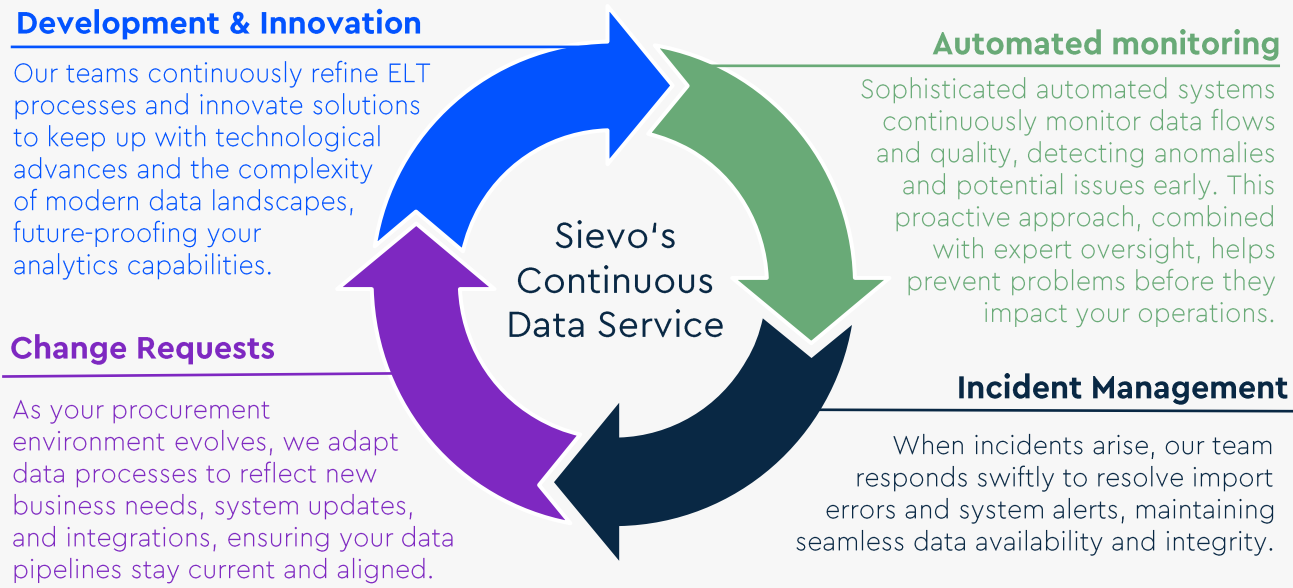 Development & Innovation
Our teams continuously refine ELT
processes and innovate solutions
to keep up with technological
advances and the complexity
of modern data landscapes,
future-proofing your
analytics capabilities.
Automated monitoring
Sophisticated automated systems
continuously monitor data flows
and quality, detecting anomalies
and potential issues early. This
proactive approach, combined
with expert oversight, helps
prevent problems before they
impact your operations.
Sievo‘s
Continuous
Data Service
Change Requests
As your procurement
environment evolves, we adapt
data processes to reflect new
business needs, system updates,
and integrations, ensuring your data
pipelines stay current and aligned.
Incident Management
When incidents arise, our team
responds swiftly to resolve import
errors and system alerts, maintaining
seamless data availability and integrity.